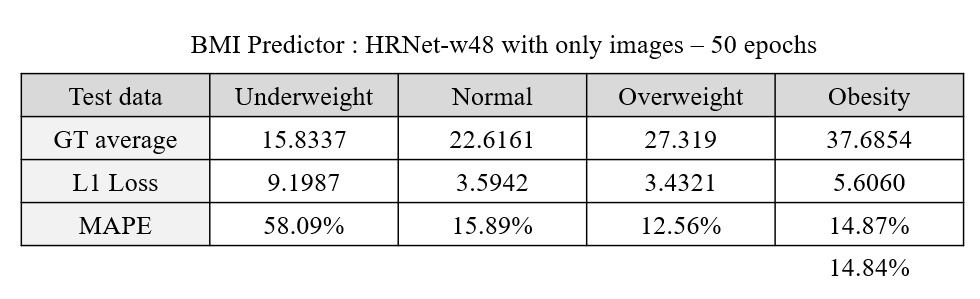 BMI Predictor : HRNet-w48 with only images – 50 epochs
Test data Underweight Normal Overweight Obesity
GT average 15.8337 22.6161 27.319 37.6854
L1 Loss 9.1987 3.5942 3.4321 5.6060
MAPE 58.09% 15.89% 12.56% 14.87%
14.84%